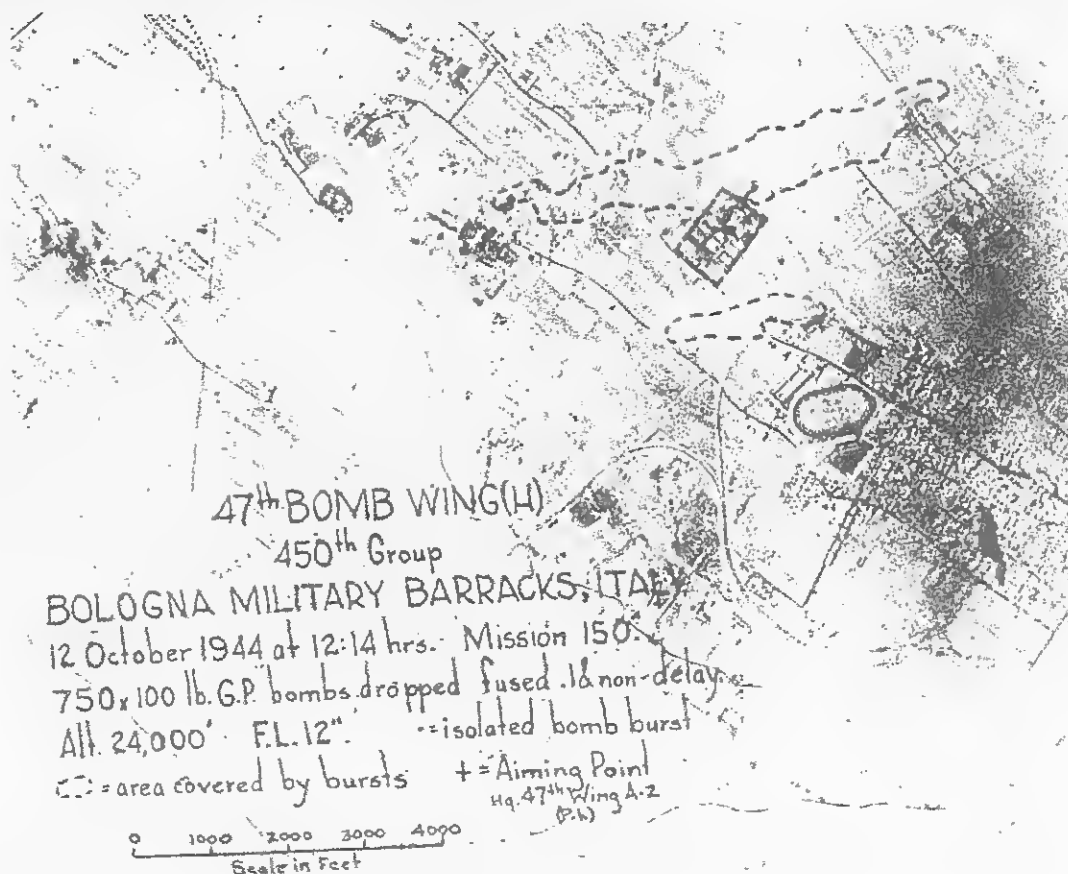 47th BOMB WING(H)
450th Group
BOLOGNA MILITARY BARRACKS, ITALY
12 October 1944 at 12:14 hrs. Mission 150
750 x 100 lb. G.P. bombs dropped fused .1 & non-delay
Alt. 24,000' F.L. 12". • = isolated bomb burst
= area covered by bursts + = Aiming Point
Hq. 47th Wing A-2
(P.h)
0 1000 2000 3000 4000
Scale in Feet